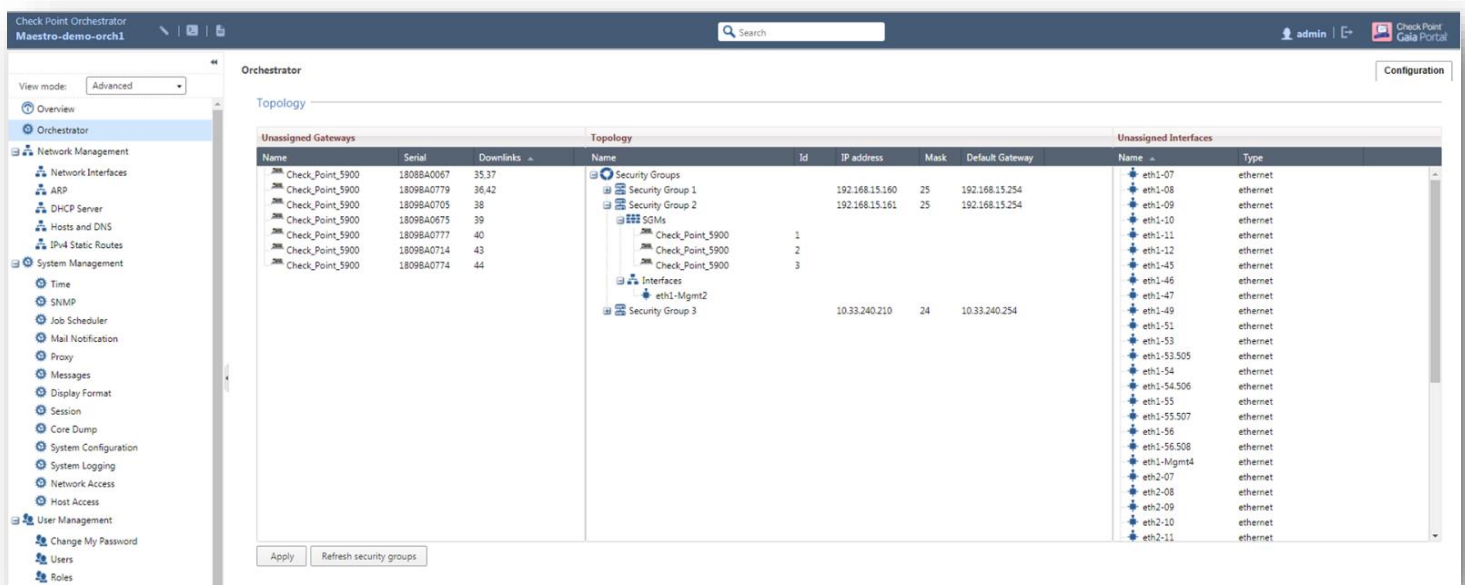 Check Point Orchestrator
Maestro-demo-orch1
Search
admin
Check Point
Gaia Portal
View mode: Advanced
Overview
Orchestrator
Network Management
Network Interfaces
ARP
DHCP Server
Hosts and DNS
IPv4 Static Routes
System Management
Time
SNMP
Job Scheduler
Mail Notification
Proxy
Messages
Display Format
Session
Core Dump
System Configuration
System Logging
Network Access
Host Access
User Management
Change My Password
Users
Roles
Orchestrator
Configuration
Topology
Unassigned Gateways
Name Serial Downlinks
Check_Point_5900 1808BA0067 35,37
Check_Point_5900 1809BA0779 36,42
Check_Point_5900 1809BA0705 38
Check_Point_5900 1809BA0675 39
Check_Point_5900 1809BA0777 40
Check_Point_5900 1809BA0714 43
Check_Point_5900 1809BA0774 44
Topology
Name Id IP address Mask Default Gateway
Security Groups
Security Group 1 192.168.15.160 25 192.168.15.254
Security Group 2 192.168.15.161 25 192.168.15.254
SGMs
Check_Point_5900 1
Check_Point_5900 2
Check_Point_5900 3
Interfaces
eth1-Mgmt2
Security Group 3 10.33.240.210 24 10.33.240.254
Unassigned Interfaces
Name Type
eth1-07 ethernet
eth1-08 ethernet
eth1-09 ethernet
eth1-10 ethernet
eth1-11 ethernet
eth1-12 ethernet
eth1-45 ethernet
eth1-46 ethernet
eth1-47 ethernet
eth1-49 ethernet
eth1-51 ethernet
eth1-53 ethernet
eth1-53.505 ethernet
eth1-54 ethernet
eth1-54.506 ethernet
eth1-55 ethernet
eth1-55.507 ethernet
eth1-56 ethernet
eth1-56.508 ethernet
eth1-Mgmt4 ethernet
eth2-07 ethernet
eth2-08 ethernet
eth2-09 ethernet
eth2-10 ethernet
eth2-11 ethernet
Apply Refresh security groups